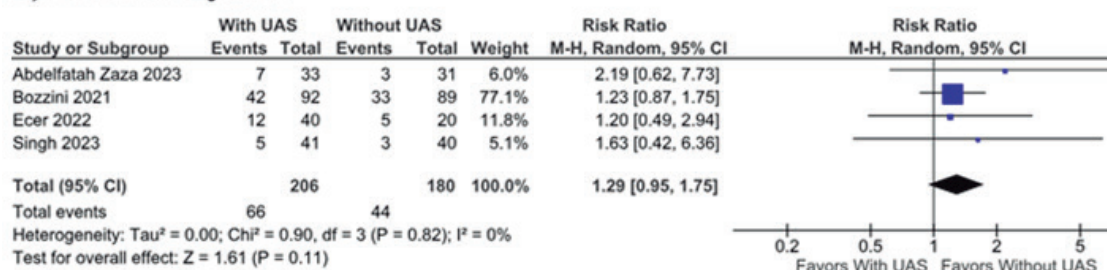 With UAS Without UAS Risk Ratio Risk Ratio
Study or Subgroup Events Total Events Total Weight M-H, Random, 95% CI M-H, Random, 95% CI
Abdelfatah Zaza 2023 7 33 3 31 6.0% 2.19 [0.62, 7.73]
Bozzini 2021 42 92 33 89 77.1% 1.23 [0.87, 1.75]
Ecer 2022 12 40 5 20 11.8% 1.20 [0.49, 2.94]
Singh 2023 5 41 3 40 5.1% 1.63 [0.42, 6.36]
Total (95% CI) 206 180 100.0% 1.29 [0.95, 1.75]
Total events 66 44
Heterogeneity: Tau² = 0.00; Chi² = 0.90, df = 3 (P = 0.82); I² = 0%
Test for overall effect: Z = 1.61 (P = 0.11)
0.2 0.5 1 2 5
Favors With UAS Favors Without UAS